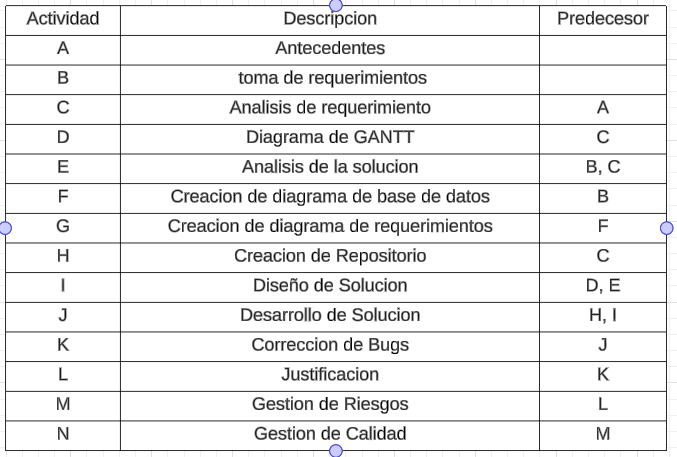 Actividad Descripcion Predecesor
A Antecedentes
B toma de requerimientos
C Analisis de requerimiento A
D Diagrama de GANTT C
E Analisis de la solucion B, C
F Creacion de diagrama de base de datos B
G Creacion de diagrama de requerimientos F
H Creacion de Repositorio C
I Diseño de Solucion D, E
J Desarrollo de Solucion H, I
K Correccion de Bugs J
L Justificacion K
M Gestion de Riesgos L
N Gestion de Calidad M